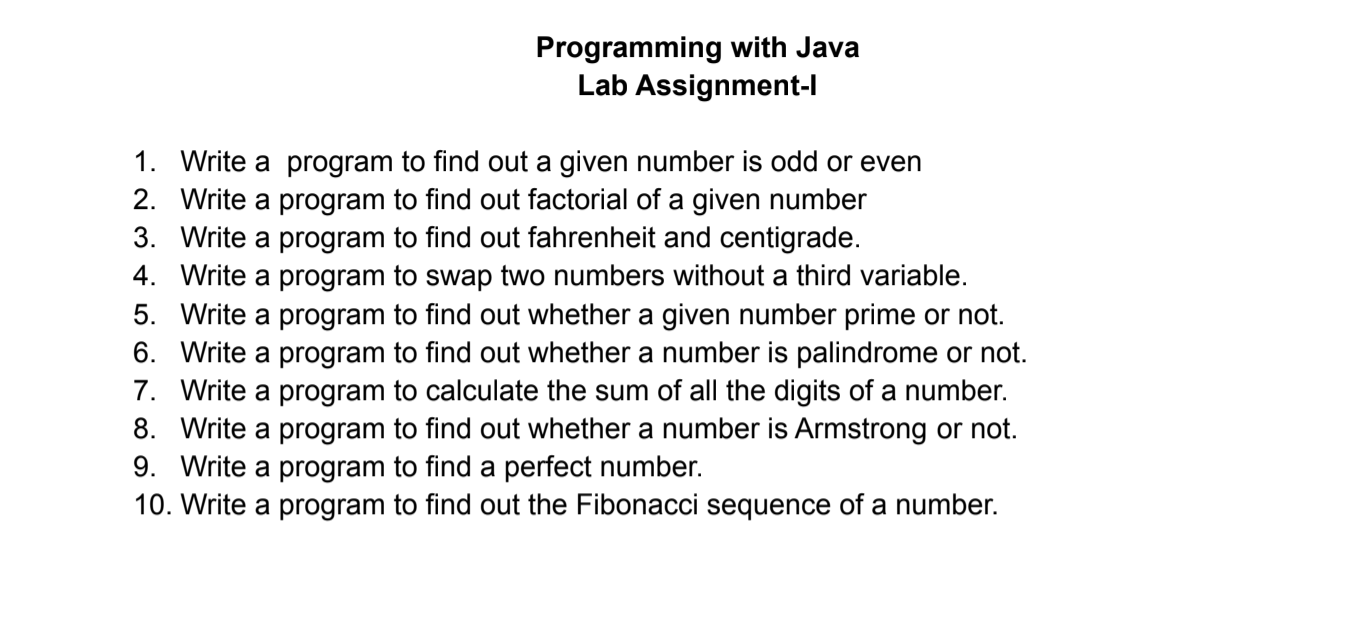 Programming with Java
Lab Assignment-I
1. Write a  program to find out a given number is odd or even
2. Write a program to find out factorial of a given number
3. Write a program to find out fahrenheit and centigrade.
4. Write a program to swap two numbers without a third variable.
5. Write a program to find out whether a given number prime or not.
6. Write a program to find out whether a number is palindrome or not.
7. Write a program to calculate the sum of all the digits of a number.
8. Write a program to find out whether a number is Armstrong or not.
9. Write a program to find a perfect number.
10. Write a program to find out the Fibonacci sequence of a number.